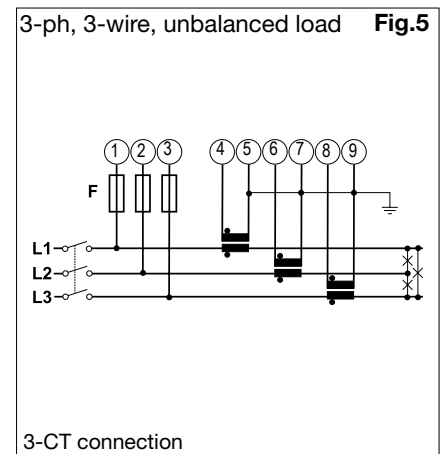 3-ph, 3-wire, unbalanced load Fig.5
1 2 3 4 5 6 7 8 9
F
L1
L2
L3
3-CT connection